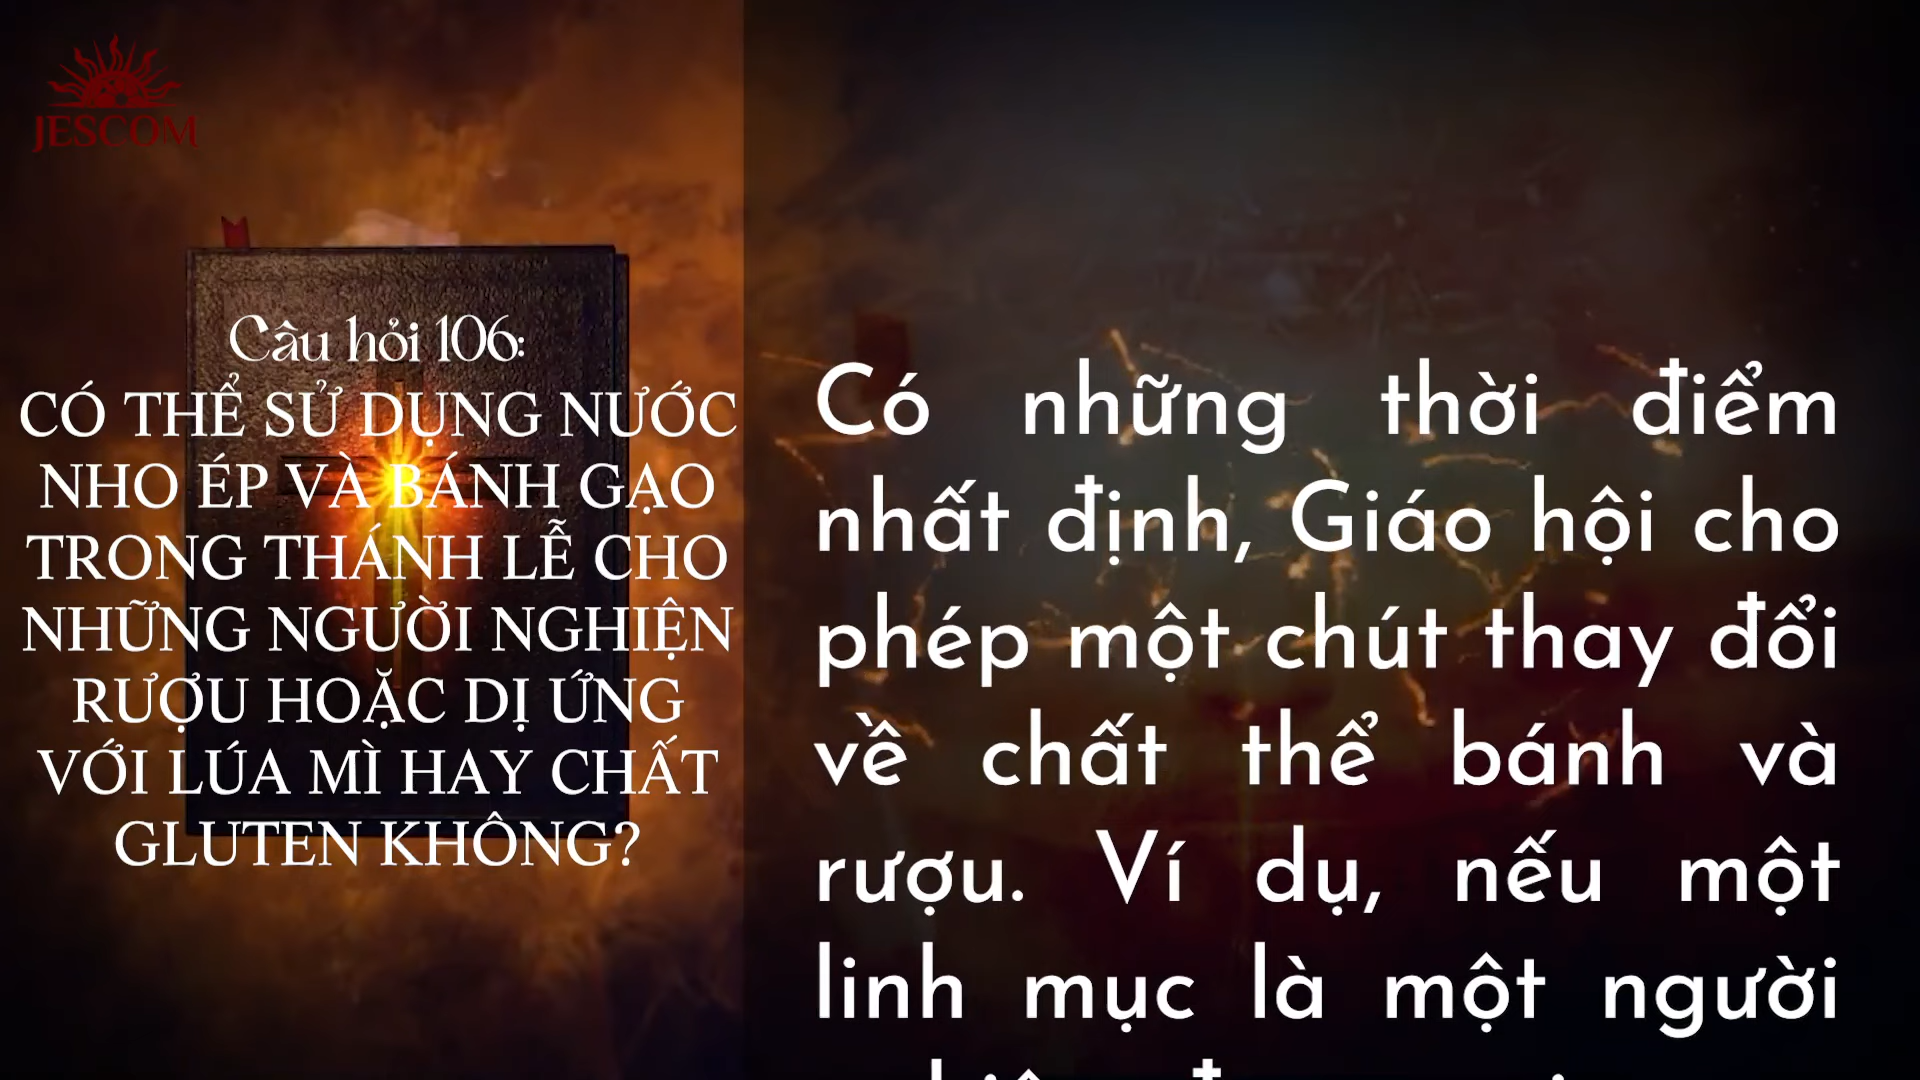 JESCOM
Câu hỏi 106:
CÓ THỂ SỬ DỤNG NƯỚC
NHO ÉP VÀ BÁNH GẠO
TRONG THÁNH LỄ CHO
NHỮNG NGƯỜI NGHIỆN
RƯỢU HOẶC DỊ ỨNG
VỚI LÚA MÌ HAY CHẤT
GLUTEN KHÔNG?
Có những thời điểm
nhất định, Giáo hội cho
phép một chút thay đổi
về chất thể bánh và
rượu. Ví dụ, nếu một
linh mục là một người